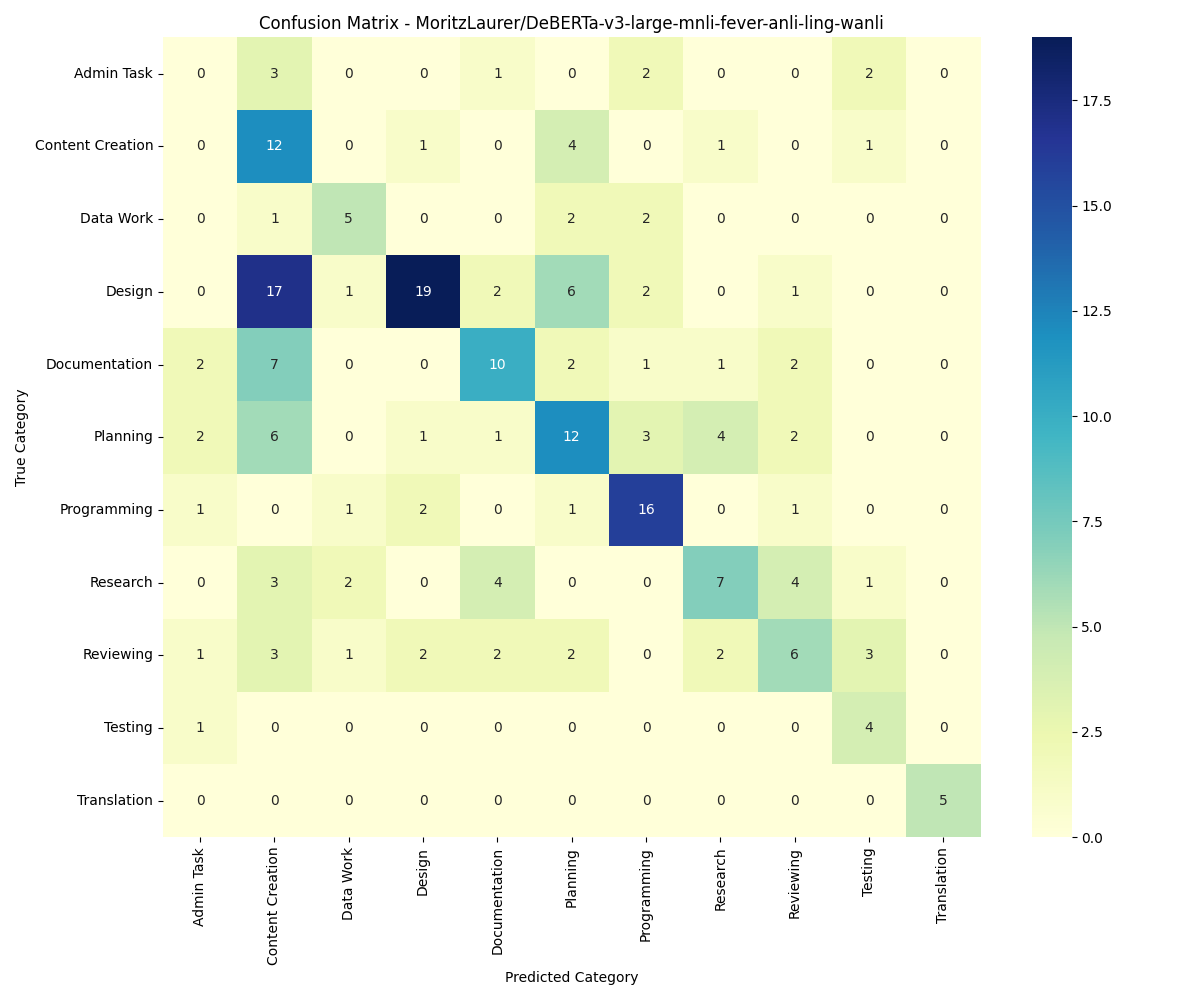 Confusion Matrix - MoritzLaurer/DeBERTa-v3-large-mnli-fever-anli-ling-wanli
True Category
Admin Task 0 3 0 0 1 0 2 0 0 2 0
Content Creation 0 12 0 1 0 4 0 1 0 1 0
Data Work 0 1 5 0 0 2 2 0 0 0 0
Design 0 17 1 19 2 6 2 0 1 0 0
Documentation 2 7 0 0 10 2 1 1 2 0 0
Planning 2 6 0 1 1 12 3 4 2 0 0
Programming 1 0 1 2 0 1 16 0 1 0 0
Research 0 3 2 0 4 0 0 7 4 1 0
Reviewing 1 3 1 2 2 2 0 2 6 3 0
Testing 1 0 0 0 0 0 0 0 0 4 0
Translation 0 0 0 0 0 0 0 0 0 0 5
Admin Task
Content Creation
Data Work
Design
Documentation
Planning
Programming
Research
Reviewing
Testing
Translation
Predicted Category
17.5
15.0
12.5
10.0
7.5
5.0
2.5
0.0